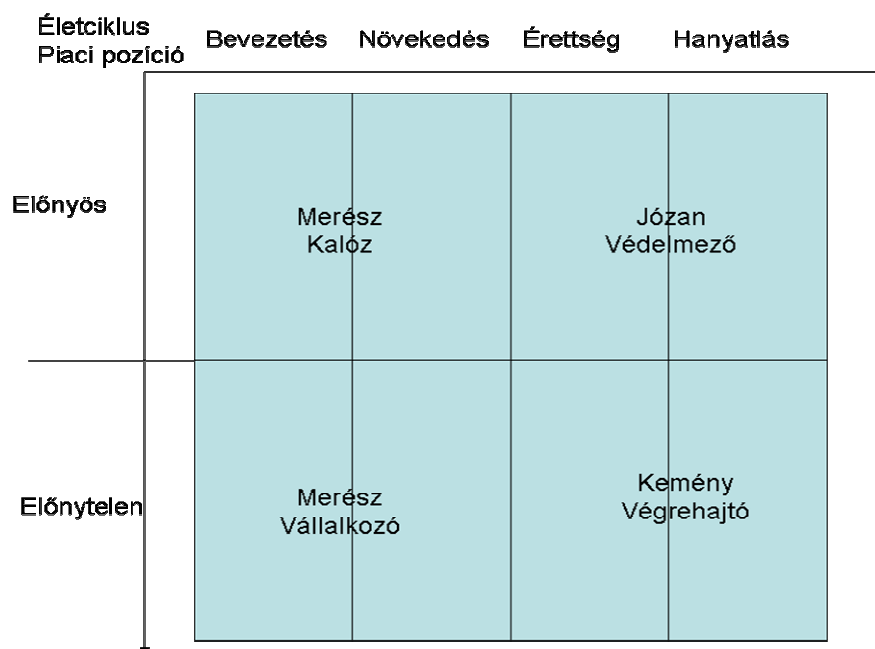 Életciklus
Piaci pozíció
Bevezetés Növekedés Érettség Hanyatlás
Előnyös
Merész
Kalóz
Józan
Védelmező
Előnytelen
Merész
Vállalkozó
Kemény
Végrehajtó